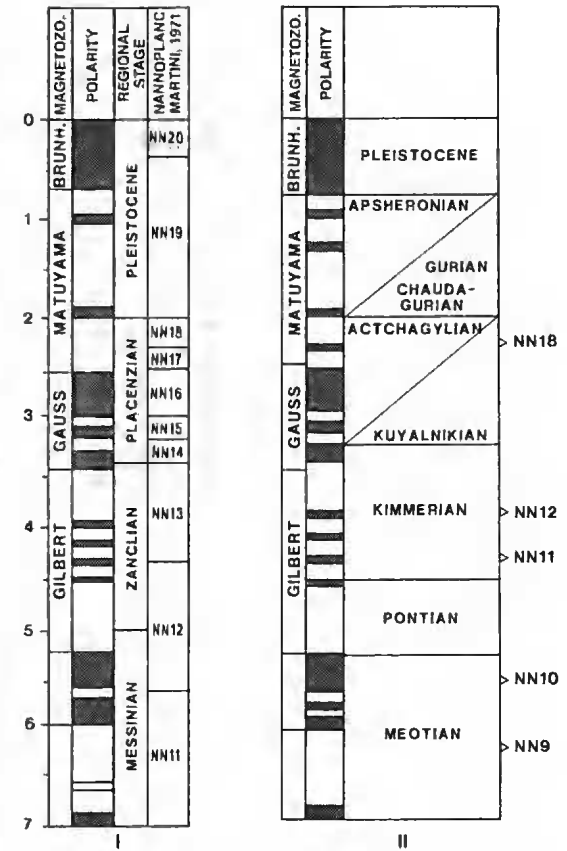 MAGNETOZO.
POLARITY
REGIONAL
STAGE
NANNOPLANC
MARTINI, 1971
0
1
2
3
4
5
6
7
BRUNH.
MATUYAMA
GAUSS
GILBERT
PLEISTOCENE
PLACENZIAN
ZANCLIAN
MESSINIAN
NN20
NN19
NN18
NN17
NN16
NN15
NN14
NN13
NN12
NN11
I
MAGNETOZO.
POLARITY
BRUNH.
MATUYAMA
GAUSS
GILBERT
PLEISTOCENE
APSHERONIAN
GURIAN
CHAUDA-
GURIAN
ACTCHAGYLIAN
KUYALNIKIAN
KIMMERIAN
PONTIAN
MEOTIAN
> NN18
> NN12
> NN11
> NN10
> NN9
II